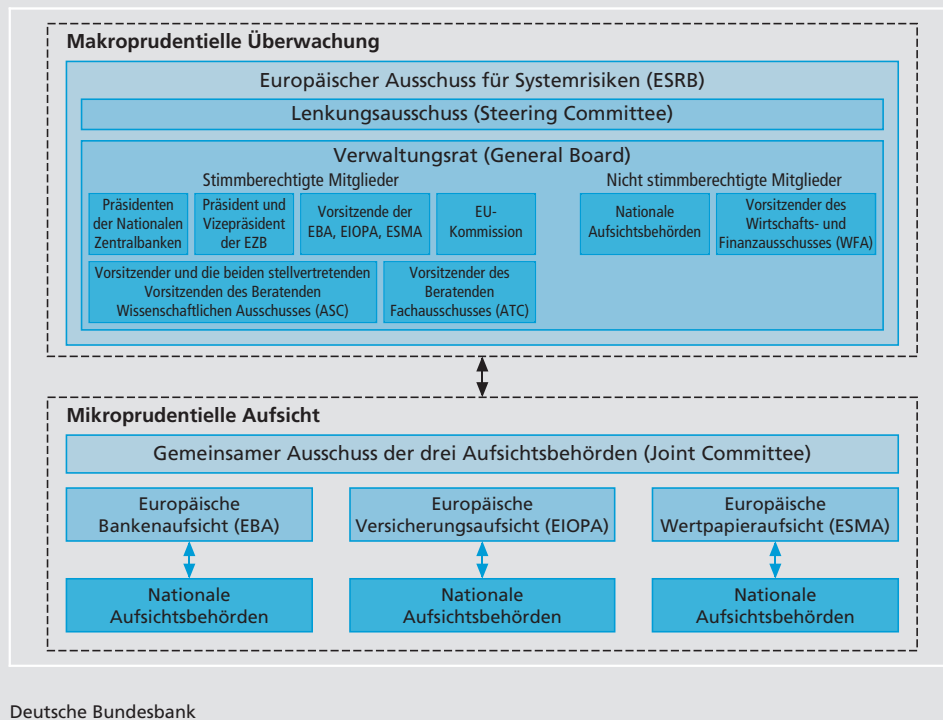 Makroprudentielle Überwachung
Europäischer Ausschuss für Systemrisiken (ESRB)
Lenkungsausschuss (Steering Committee)
Verwaltungsrat (General Board)
Stimmberechtigte Mitglieder
Präsidenten
der Nationalen
Zentralbanken
Präsident und
Vizepräsident
der EZB
Vorsitzende der
EBA, EIOPA, ESMA
EU-
Kommission
Vorsitzender und die beiden stellvertretenden
Vorsitzenden des Beratenden
Wissenschaftlichen Ausschusses (ASC)
Vorsitzender des
Beratenden
Fachausschusses (ATC)
Nicht stimmberechtigte Mitglieder
Nationale
Aufsichtsbehörden
Vorsitzender des
Wirtschafts- und
Finanzausschusses (WFA)
Mikroprudentielle Aufsicht
Gemeinsamer Ausschuss der drei Aufsichtsbehörden (Joint Committee)
Europäische
Bankenaufsicht (EBA)
Europäische
Versicherungsaufsicht (EIOPA)
Europäische
Wertpapieraufsicht (ESMA)
Nationale
Aufsichtsbehörden
Nationale
Aufsichtsbehörden
Nationale
Aufsichtsbehörden
Deutsche Bundesbank